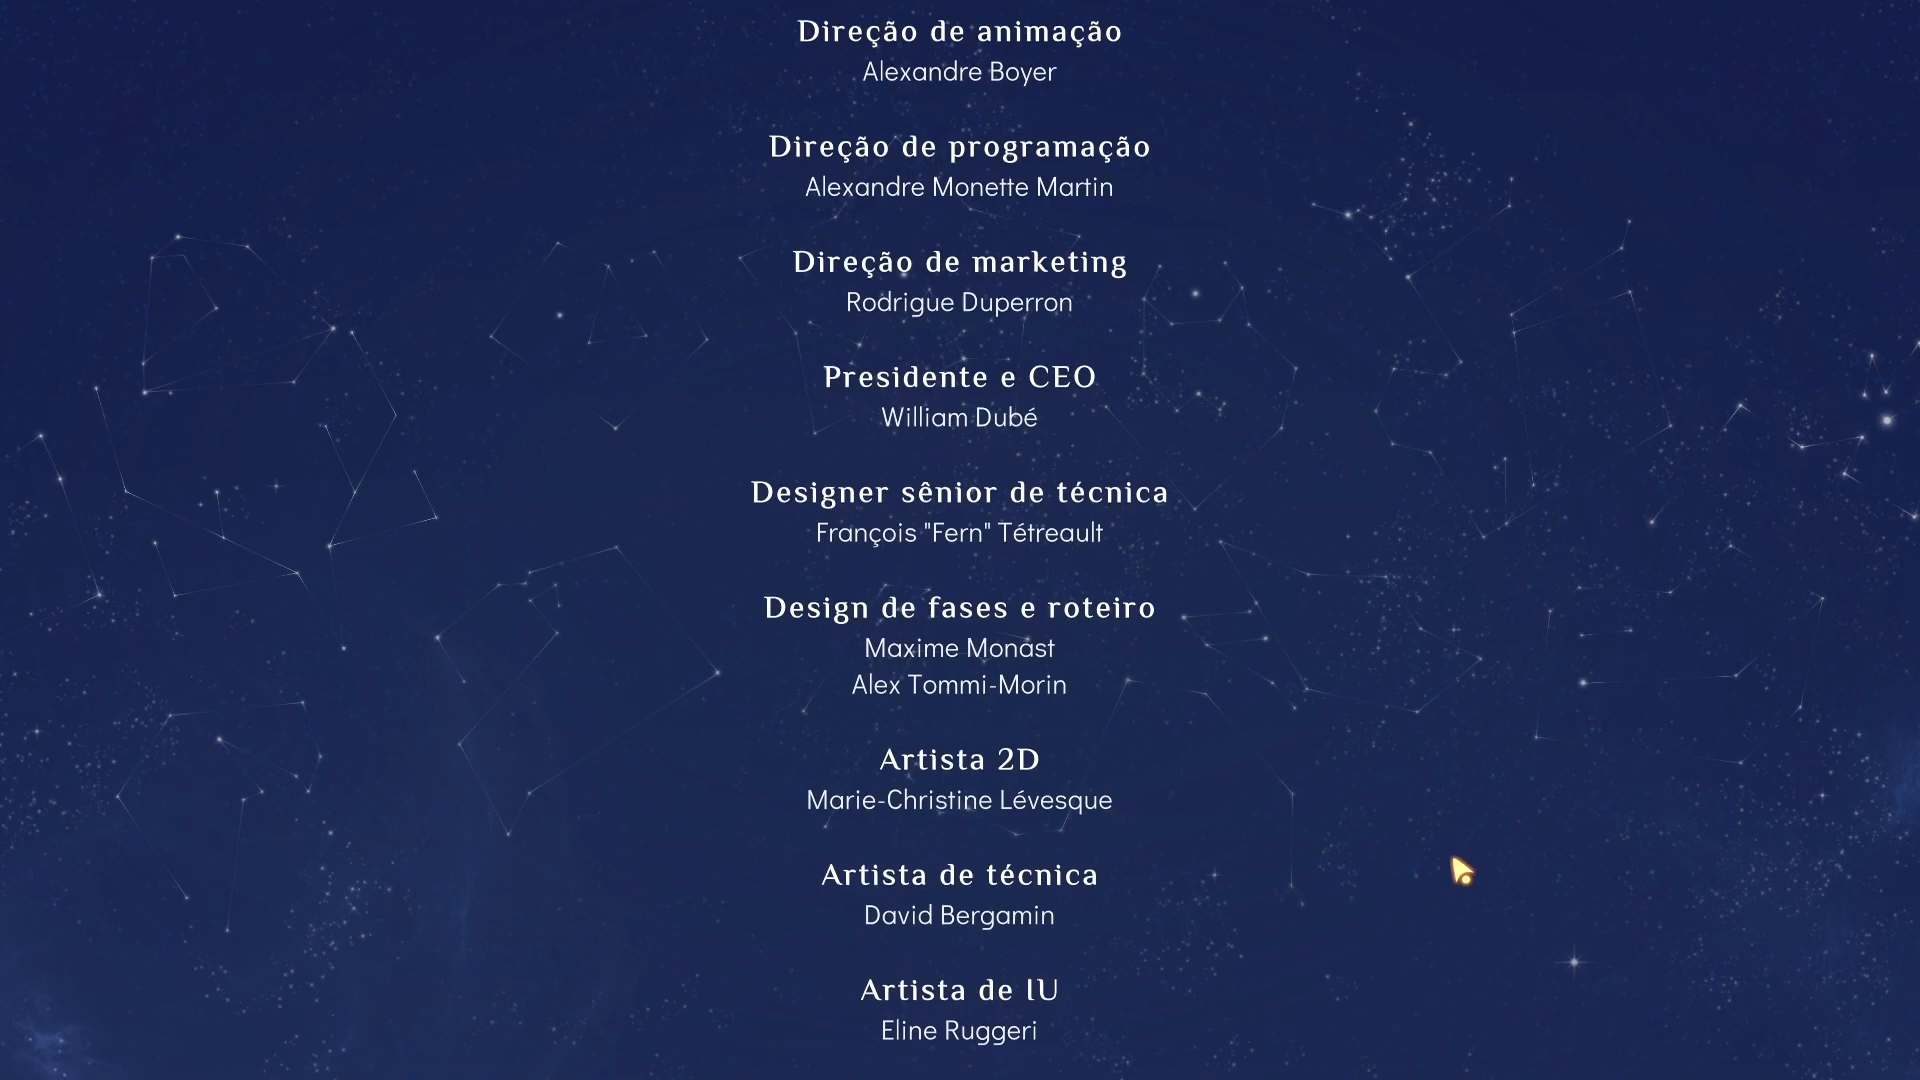 Direção de animação
Alexandre Boyer
Direção de programação
Alexandre Monette Martin
Direção de marketing
Rodrigue Duperron
Presidente e CEO
William Dubé
Designer sênior de técnica
François "Fern" Tétreault
Design de fases e roteiro
Maxime Monast
Alex Tommi-Morin
Artista 2D
Marie-Christine Lévesque
Artista de técnica
David Bergamin
Artista de IU
Eline Ruggeri